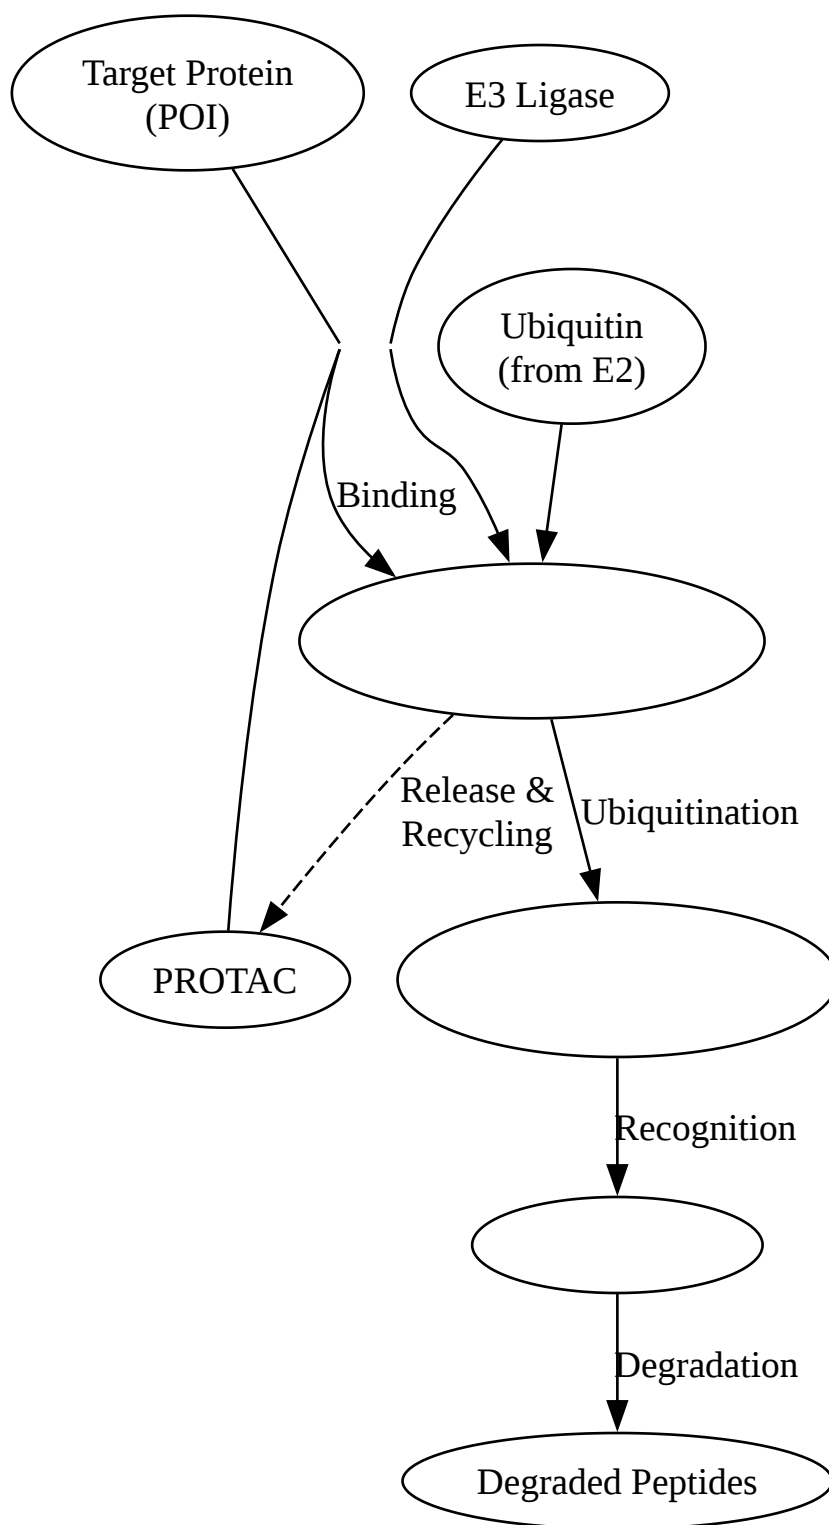 Target Protein
(POI)
E3 Ligase
Ubiquitin
(from E2)
Binding
Release &
Recycling
Ubiquitination
PROTAC
Recognition
Degradation
Degraded Peptides